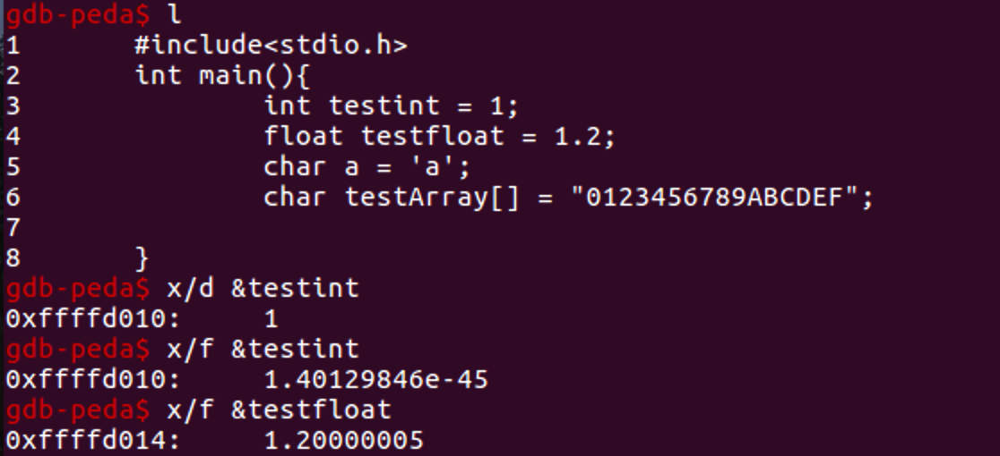 gdb-peda$ l
1	#include<stdio.h>
2	int main(){
3		int testint = 1;
4		float testfloat = 1.2;
5		char a = 'a';
6		char testArray[] = "0123456789ABCDEF";
7
8	}
gdb-peda$ x/d &testint
0xffffd010:	1
gdb-peda$ x/f &testint
0xffffd010:	1.40129846e-45
gdb-peda$ x/f &testfloat
0xffffd014:	1.20000005